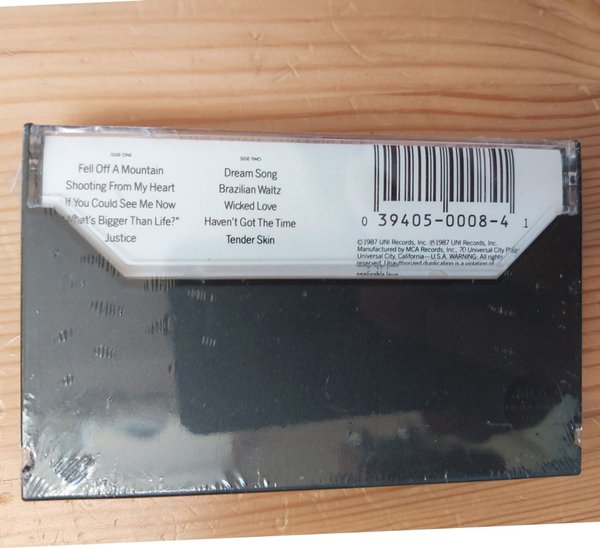 SIDE ONE
Fell Off A Mountain
Shooting From My Heart
If You Could See Me Now
What's Bigger Than Life?"
Justice
SIDE TWO
Dream Song
Brazilian Waltz
Wicked Love
Haven't Got The Time
Tender Skin
0 39405-0008-4 1
©1987 UNI Records, Inc. ℗1987 UNI Records, Inc.
Manufactured by MCA Records, Inc., 70 Universal City Plaza,
Universal City, California—U.S.A. WARNING: All rights
reserved. Unauthorized duplication is a violation of
applicable laws.
MCA